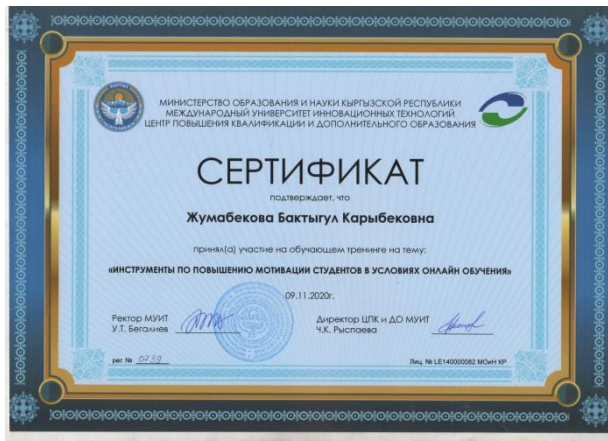 МИНИСТЕРСТВО ОБРАЗОВАНИЯ И НАУКИ КЫРГЫЗСКОЙ РЕСПУБЛИКИ
МЕЖДУНАРОДНЫЙ УНИВЕРСИТЕТ ИННОВАЦИОННЫХ ТЕХНОЛОГИЙ
ЦЕНТР ПОВЫШЕНИЯ КВАЛИФИКАЦИИ И ДОПОЛНИТЕЛЬНОГО ОБРАЗОВАНИЯ
СЕРТИФИКАТ
подтверждает, что
Жумабекова Бактыгул Карыбековна
принял(а) участие на обучающем тренинге на тему:
«ИНСТРУМЕНТЫ ПО ПОВЫШЕНИЮ МОТИВАЦИИ СТУДЕНТОВ В УСЛОВИЯХ ОНЛАЙН ОБУЧЕНИЯ»
09.11.2020г.
Ректор МУИТ
У.Т. Бегалиев
Директор ЦПК и ДО МУИТ
Ч.К. Рыспаева
рег. № 0239
Лиц. № LE140000082 МОиН КР